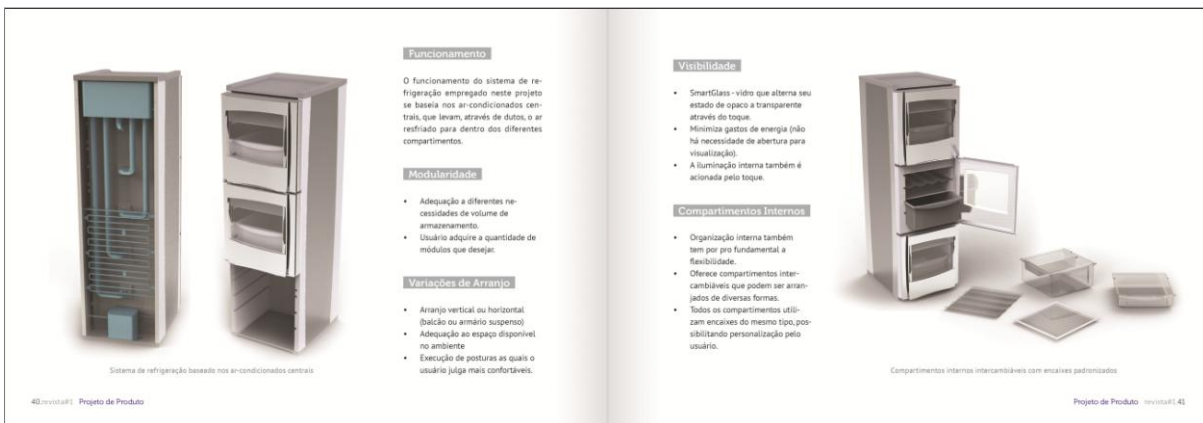 Funcionamento
O funcionamento do sistema de re-
frigeração empregado neste projeto
se baseia nos ar-condicionados cen-
trais, que levam, através de dutos, o ar
resfriado para dentro dos diferentes
compartimentos.
Modularidade
• Adequação a diferentes ne-
cessidades de volume de
armazenamento.
• Usuário adquire a quantidade de
módulos que desejar.
Variações de Arranjo
• Arranjo vertical ou horizontal
(balcão ou armário suspenso)
• Adequação ao espaço disponível
no ambiente
• Execução de posturas as quais o
usuário julga mais confortáveis.
Sistema de refrigeração baseado nos ar-condicionados centrais
40.revista#1 Projeto de Produto
Visibilidade
• SmartGlass - vidro que alterna seu
estado de opaco a transparente
através do toque.
• Minimiza gastos de energia (não
há necessidade de abertura para
visualização).
• A iluminação interna também é
acionada pelo toque.
Compartimentos Internos
• Organização interna também
tem por pro fundamental a
flexibilidade.
• Oferece compartimentos inter-
cambiáveis que podem ser arran-
jados de diversas formas.
• Todos os compartimentos utili-
zam encaixes do mesmo tipo, pos-
sibilitando personalização pelo
usuário.
Compartimentos internos intercambiáveis com encaixes padronizados
Projeto de Produto revista#1.41